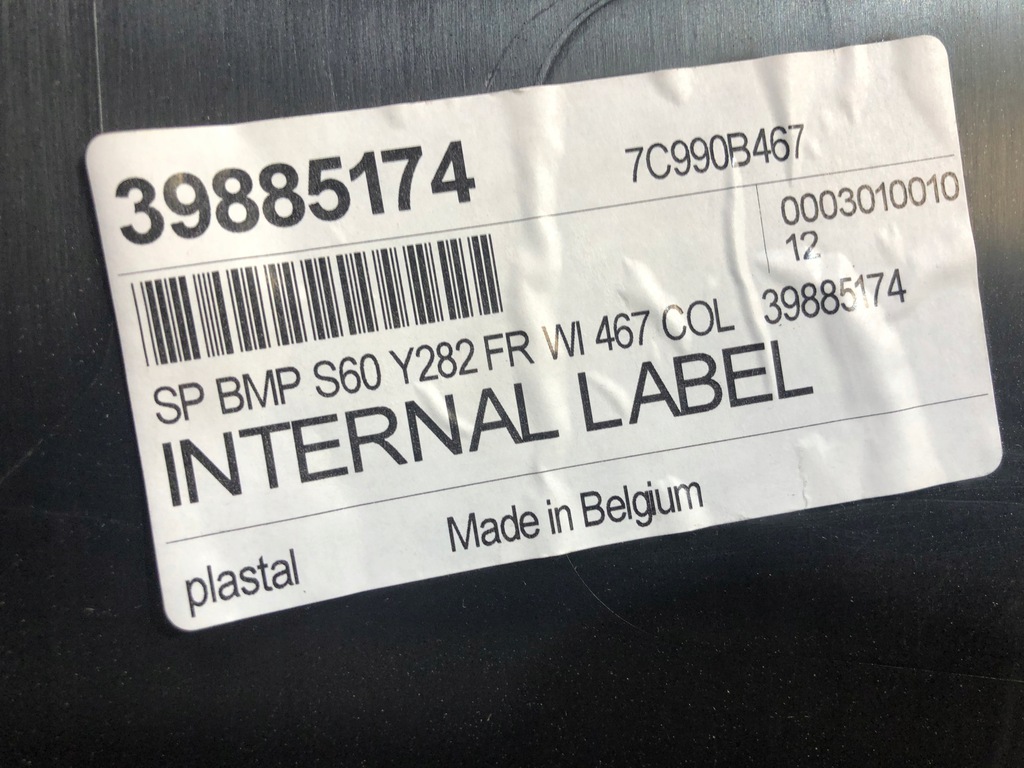 39885174
7C990B467
0003010010
12
SP BMP S60 Y282 FR WI 467 COL 39885174
INTERNAL LABEL
plastal
Made in Belgium